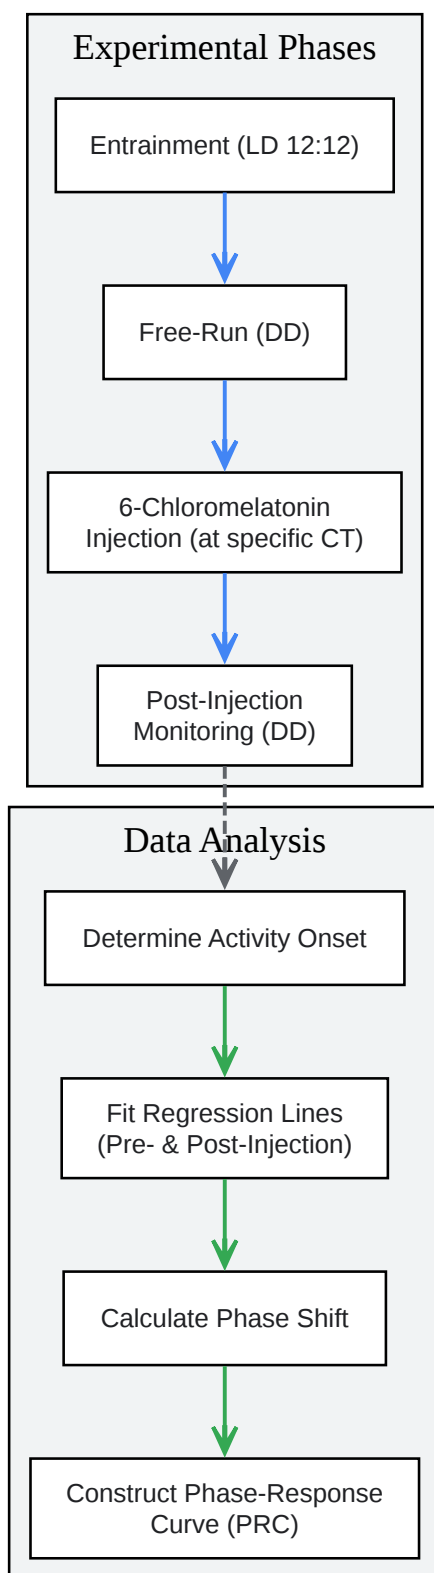 Experimental Phases
Entrainment (LD 12:12)
Free-Run (DD)
6-Chloromelatonin
Injection (at specific CT)
Post-Injection
Monitoring (DD)
Data Analysis
Determine Activity Onset
Fit Regression Lines
(Pre- & Post-Injection)
Calculate Phase Shift
Construct Phase-Response
Curve (PRC)